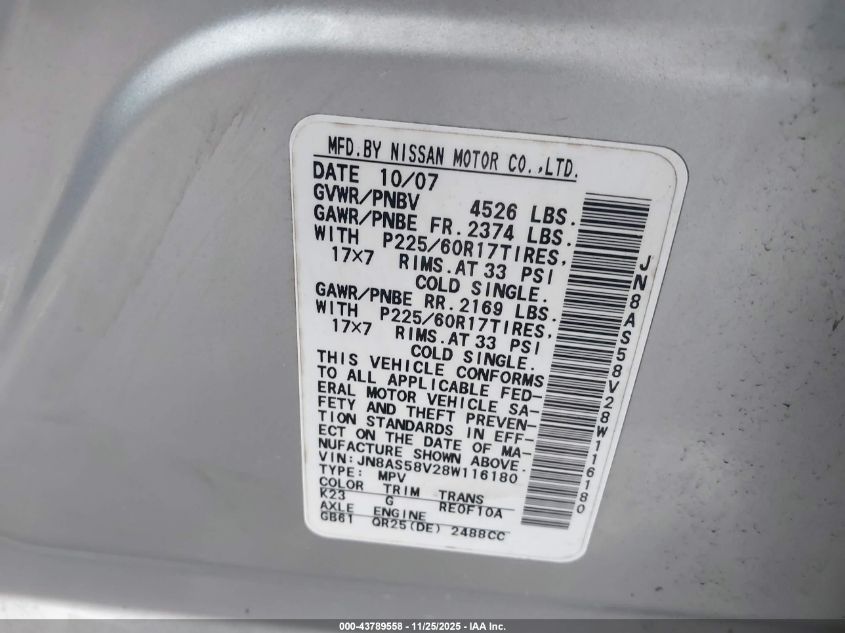 MFD.BY NISSAN MOTOR CO.,LTD.
DATE 10/07
GVWR/PNBV 4526 LBS.
GAWR/PNBE FR. 2374 LBS.
WITH P225/60R17TIRES,
17×7 RIMS.AT 33 PSI
COLD SINGLE.
GAWR/PNBE RR. 2169 LBS.
WITH P225/60R17TIRES,
17×7 RIMS.AT 33 PSI
COLD SINGLE.
THIS VEHICLE CONFORMS
TO ALL APPLICABLE FED-
ERAL MOTOR VEHICLE SA-
FETY AND THEFT PREVEN-
TION STANDARDS IN EFF-
ECT ON THE DATE OF MA-
NUFACTURE SHOWN ABOVE.
VIN: JN8AS58V28W116180
TYPE: MPV
COLOR TRIM TRANS
K23 G RE0F10A
AXLE ENGINE
GB61 QR25(DE) 2488CC
JN8AS58V28W116180
000-43789558 - 11/25/2025 - IAA Inc.